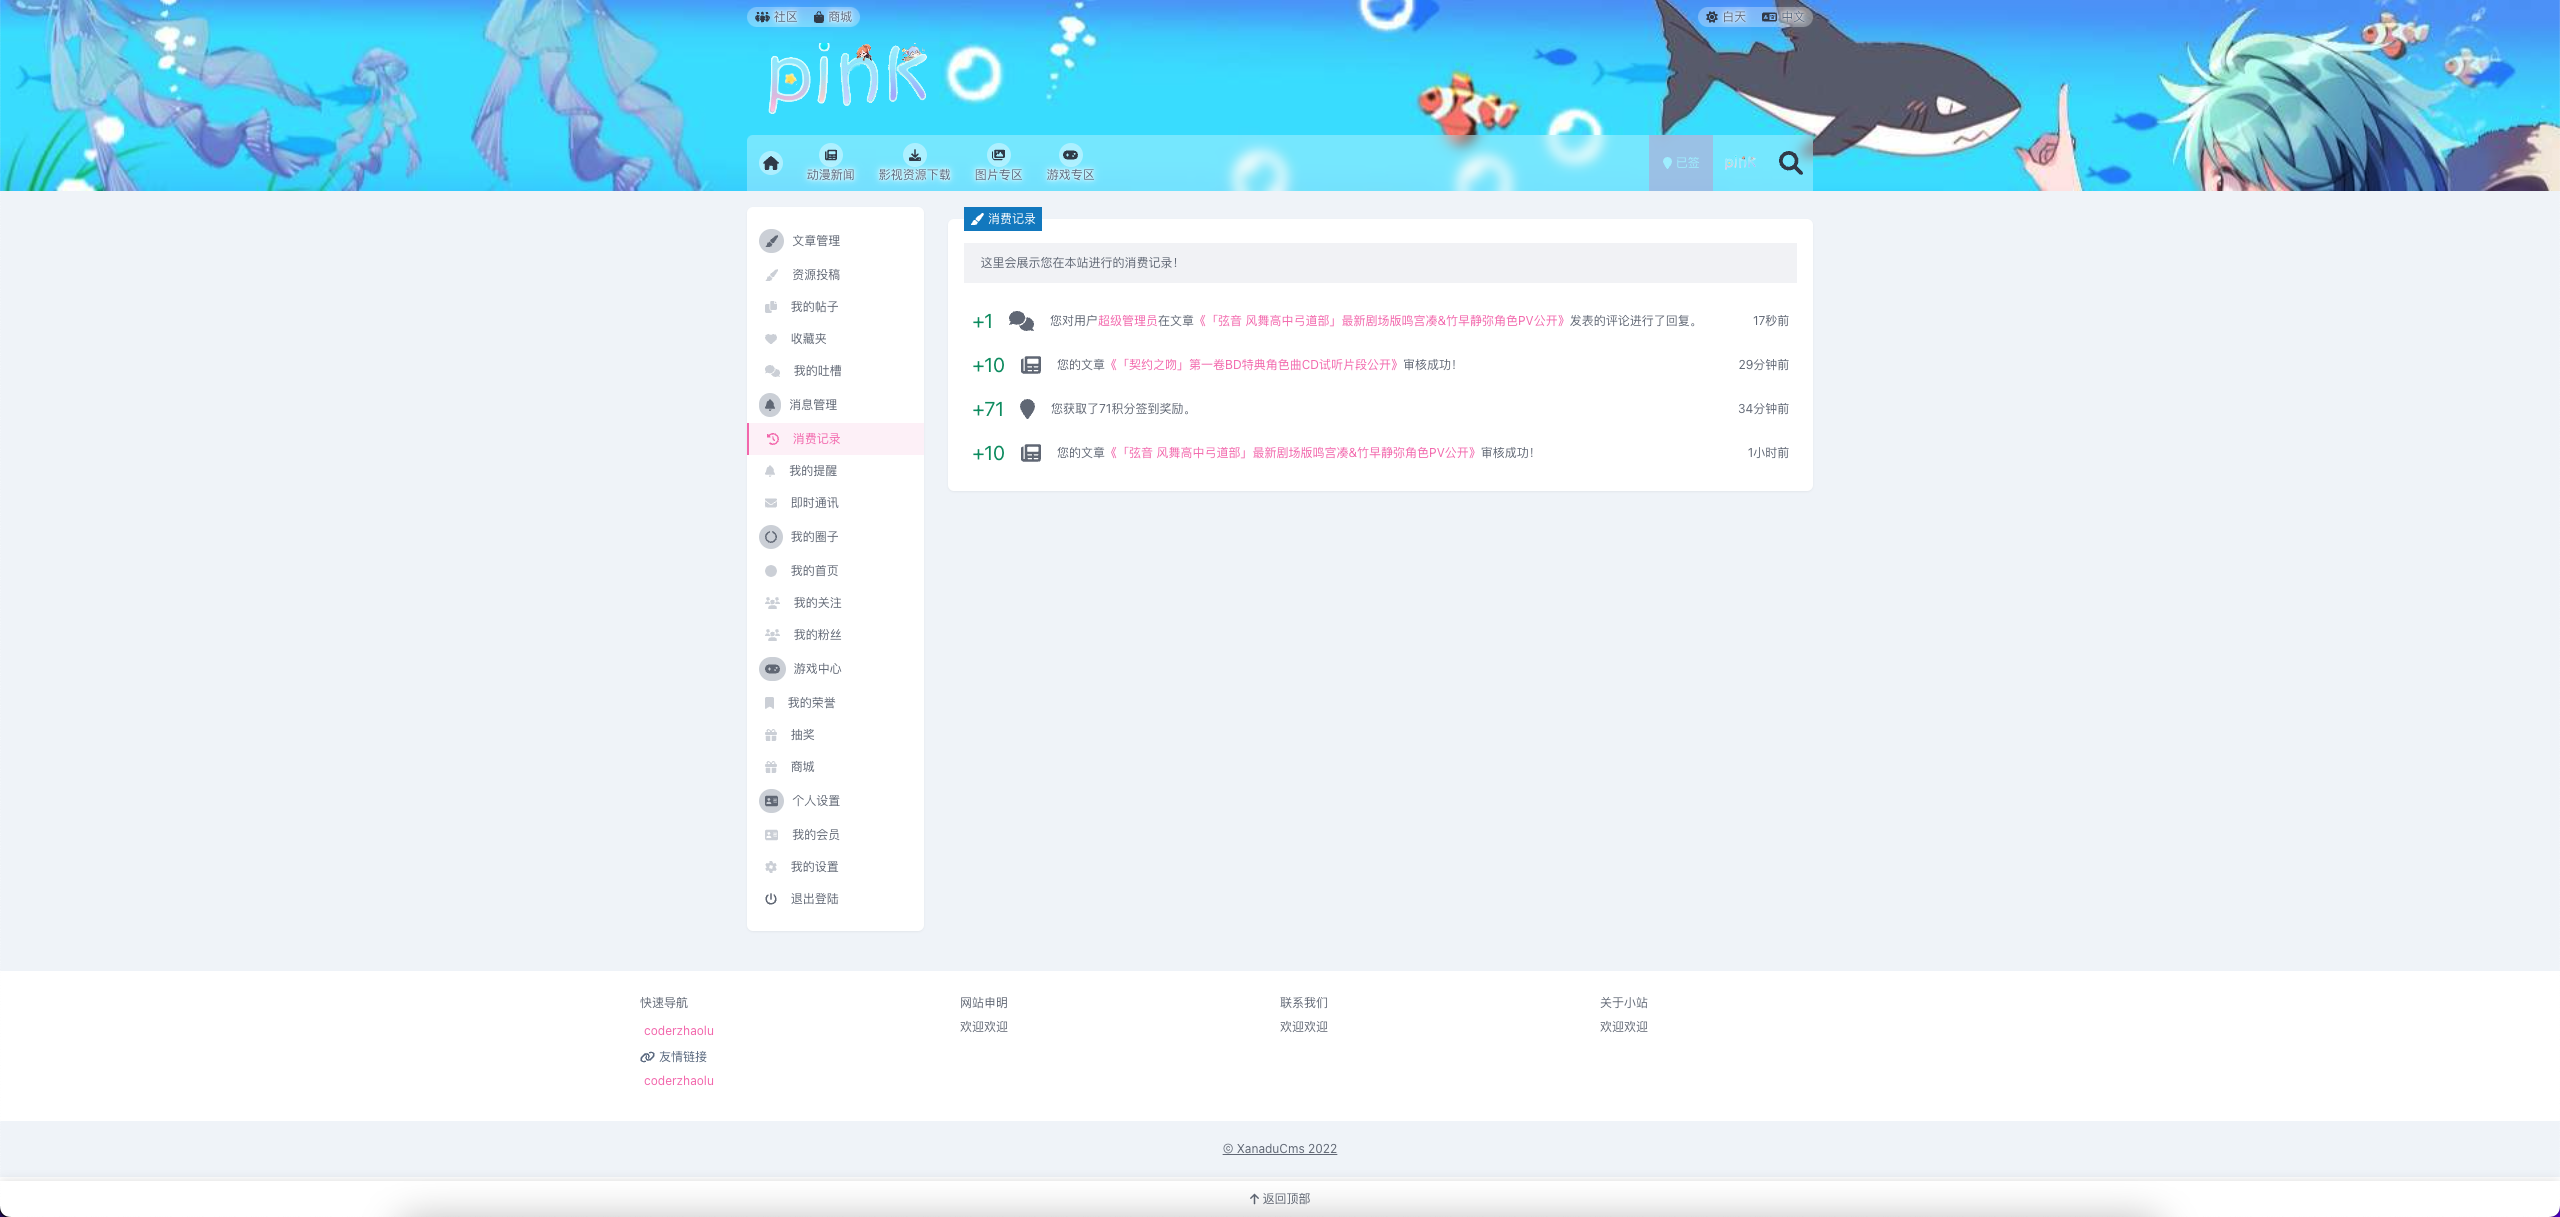 社区 商城
白天 中文
pink
动漫新闻 影视资源下载 图片专区 游戏专区
已签 pink
文章管理
资源投稿
我的帖子
收藏夹
我的吐槽
消息管理
消费记录
我的提醒
即时通讯
我的圈子
我的首页
我的关注
我的粉丝
游戏中心
我的荣誉
抽奖
商城
个人设置
我的会员
我的设置
退出登陆
消费记录
这里会展示您在本站进行的消费记录!
+1 您对用户超级管理员在文章《「弦音 风舞高中弓道部」最新剧场版鸣宫凑&竹早静弥角色PV公开》发表的评论进行了回复。 17秒前
+10 您的文章《「契约之吻」第一卷BD特典角色曲CD试听片段公开》审核成功! 29分钟前
+71 您获取了71积分签到奖励。 34分钟前
+10 您的文章《「弦音 风舞高中弓道部」最新剧场版鸣宫凑&竹早静弥角色PV公开》审核成功! 1小时前
快速导航
coderzhaolu
友情链接
coderzhaolu
网站申明
欢迎欢迎
联系我们
欢迎欢迎
关于小站
欢迎欢迎
© XanaduCms 2022
返回顶部